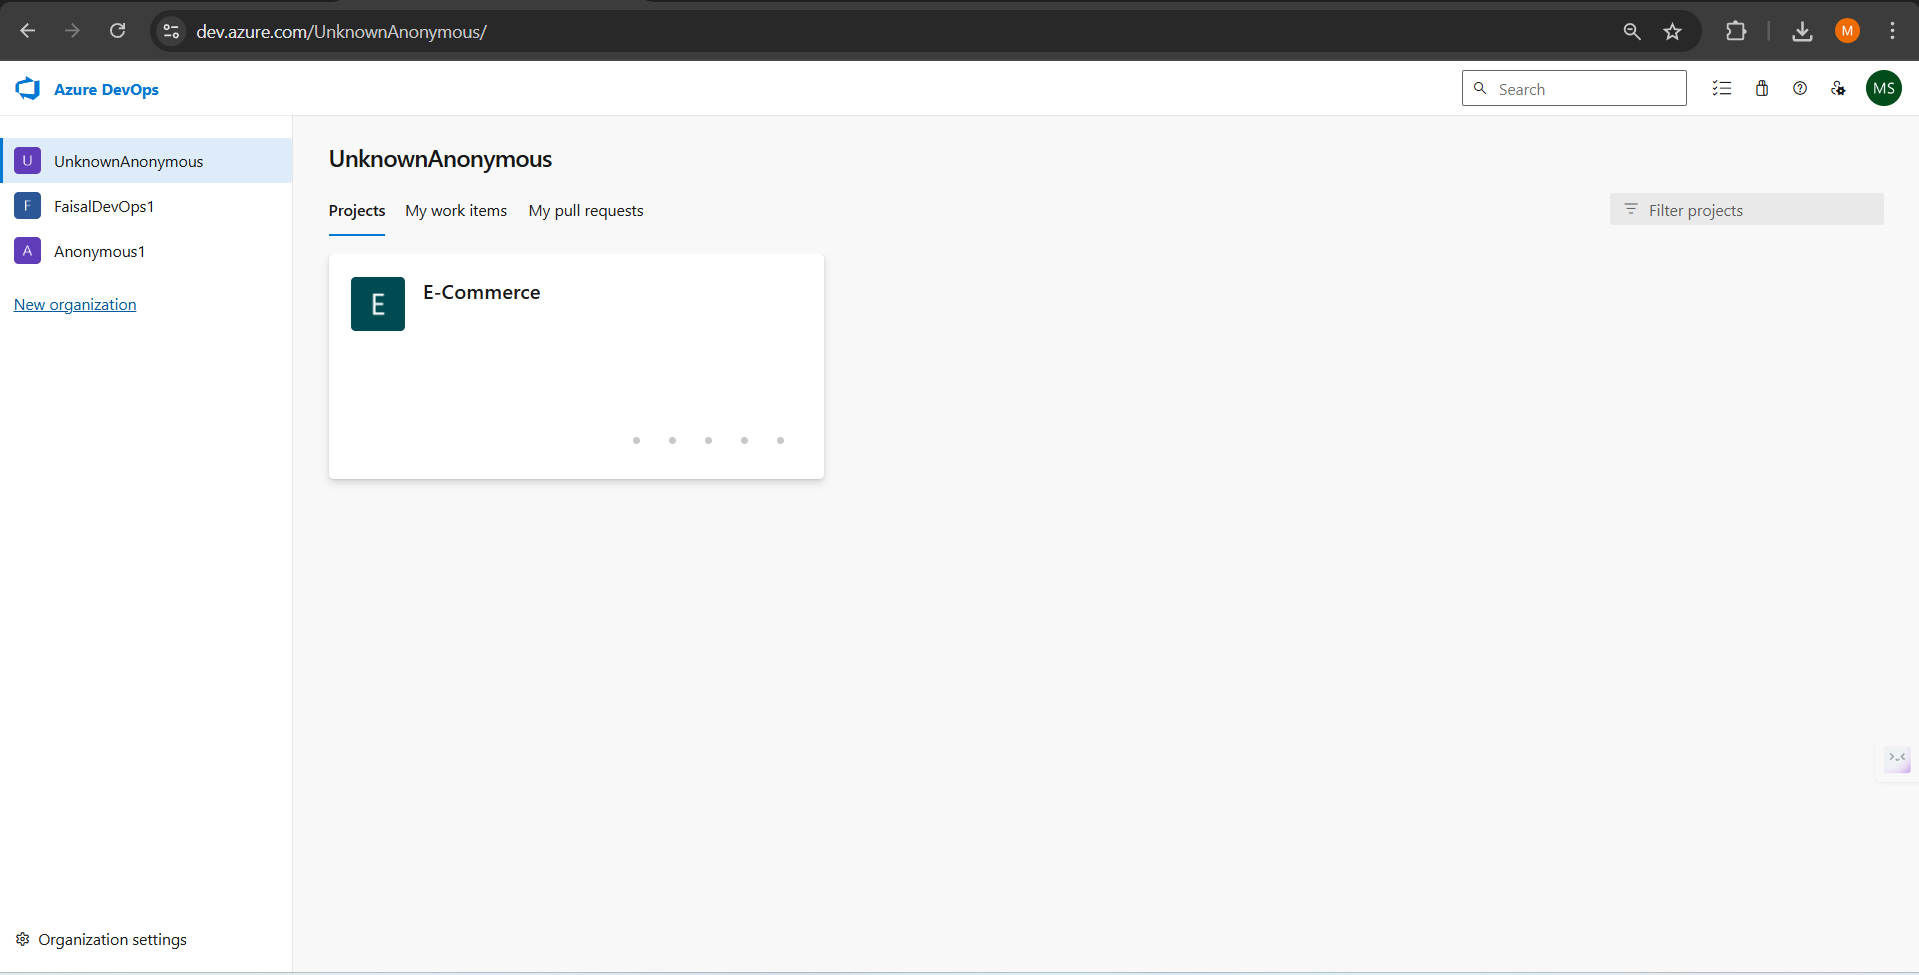 dev.azure.com/UnknownAnonymous/
M
Azure DevOps
Search
MS
U UnknownAnonymous
F FaisalDevOps1
A Anonymous1
New organization
UnknownAnonymous
Projects My work items My pull requests
Filter projects
E E-Commerce
Organization settings